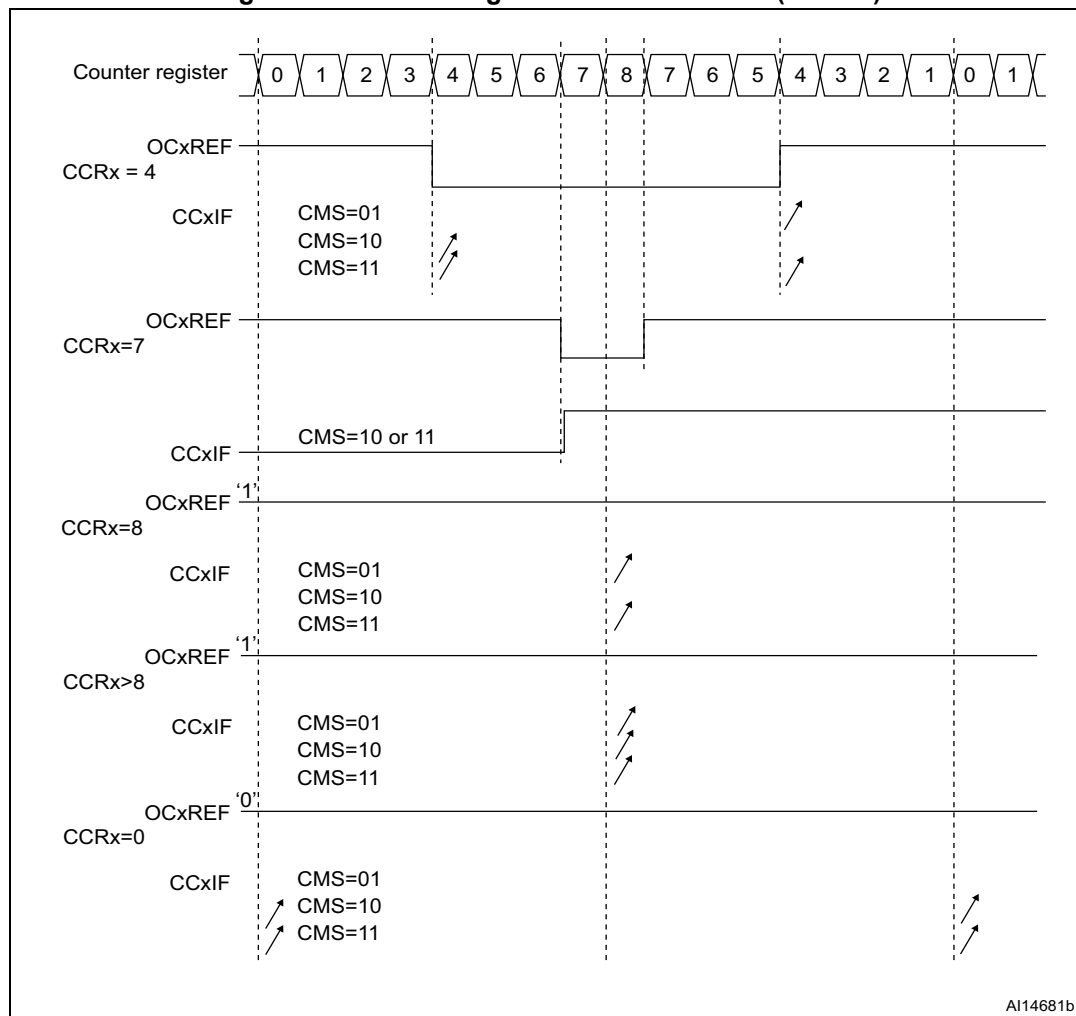 Counter register 0 1 2 3 4 5 6 7 8 7 6 5 4 3 2 1 0 1
OCxREF
CCRx = 4
CCxIF CMS=01
CMS=10
CMS=11
OCxREF
CCRx=7
CCxIF CMS=10 or 11
OCxREF '1'
CCRx=8
CCxIF CMS=01
CMS=10
CMS=11
OCxREF '1'
CCRx>8
CCxIF CMS=01
CMS=10
CMS=11
OCxREF '0'
CCRx=0
CCxIF CMS=01
CMS=10
CMS=11
AI14681b